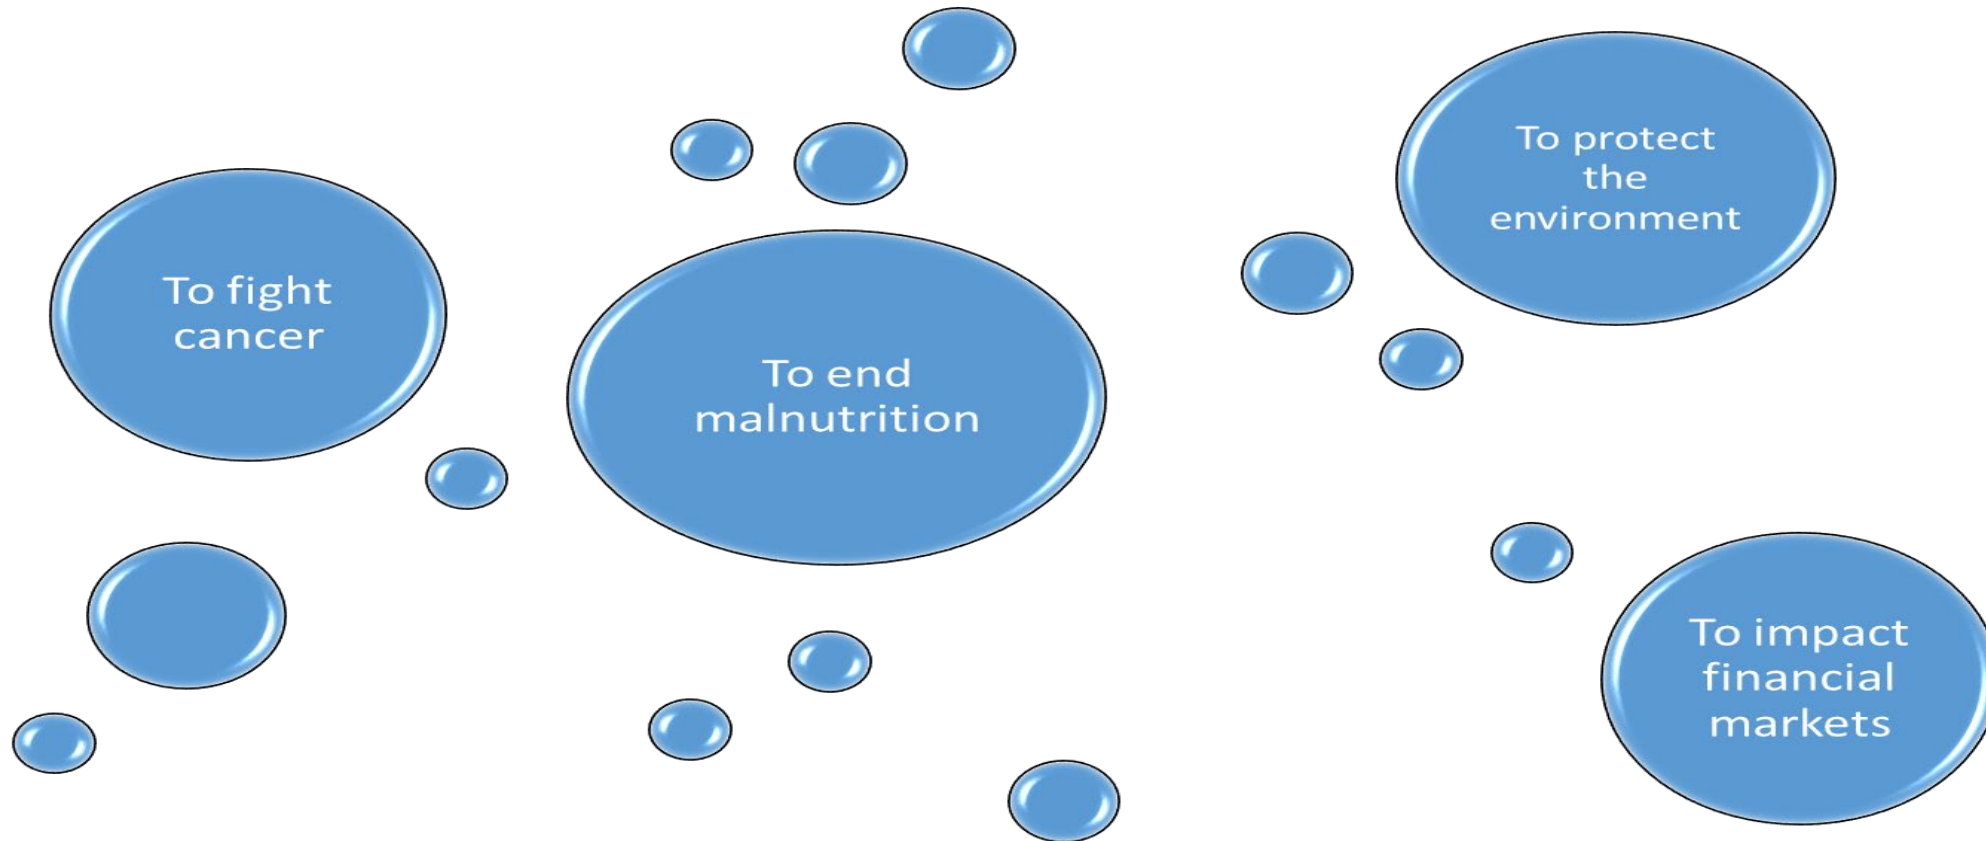 To fight
cancer
To end
malnutrition
To protect
the
environment
To impact
financial
markets